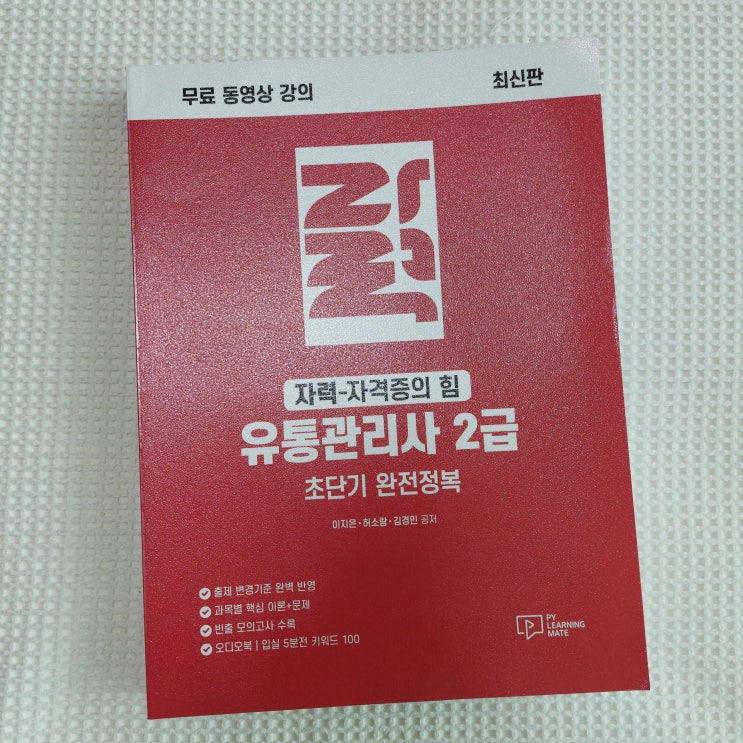 무료 동영상 강의
최신판
자력
자력-자격증의 힘
유통관리사 2급
초단기 완전정복
이지은·허소람·김경민 공저
출제 변경기준 완벽 반영
과목별 핵심 이론+문제
빈출 모의고사 수록
오디오북 | 입실 5분전 키워드 100
PY
LEARNING
MATE